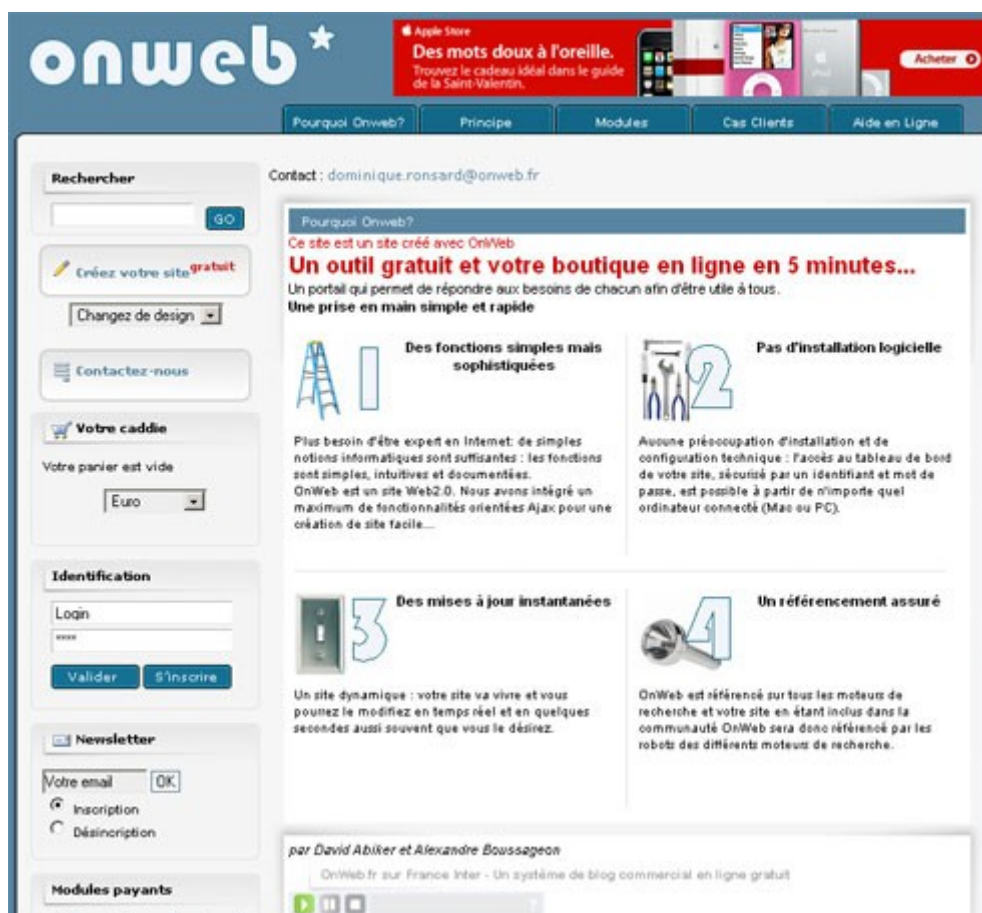 onweb*
Apple Store
Des mots doux à l'oreille.
Trouvez le cadeau idéal dans le guide
de la Saint-Valentin.
Acheter
Pourquoi Onweb?
Principe
Modules
Cas Clients
Aide en Ligne
Rechercher
GO
Créez votre site gratuit
Changez de design
Contactez-nous
Votre caddie
Votre panier est vide
Euro
Identification
Login
****
Valider
S'inscrire
Newsletter
Votre email
OK
Inscription
Désincription
Modules payants
Contact : dominique.ronsard@onweb.fr
Pourquoi Onweb?
Ce site est un site créé avec OnWeb
Un outil gratuit et votre boutique en ligne en 5 minutes...
Un portail qui permet de répondre aux besoins de chacun afin d'être utile à tous.
Une prise en main simple et rapide
1
Des fonctions simples mais
sophistiquées
Plus besoin d'être expert en Internet: de simples
notions informatiques sont suffisantes : les fonctions
sont simples, intuitives et documentées.
OnWeb est un site Web2.0. Nous avons intégré un
maximum de fonctionnalités orientées Ajax pour une
création de site facile...
2
Pas d'installation logicielle
Aucune préoccupation d'installation et de
configuration technique : l'accès au tableau de bord
de votre site, sécurisé par un identifiant et mot de
passe, est possible à partir de n'importe quel
ordinateur connecté (Mac ou PC).
3
Des mises à jour instantanées
Un site dynamique : votre site va vivre et vous
pourrez le modifiez en temps réel et en quelques
secondes aussi souvent que vous le désirez.
4
Un référencement assuré
OnWeb est référencé sur tous les moteurs de
recherche et votre site en étant inclus dans la
communauté OnWeb sera donc référencé par les
robots des différents moteurs de recherche.
par David Abiker et Alexandre Boussageon
OnWeb.fr sur France Inter - Un système de blog commercial en ligne gratuit